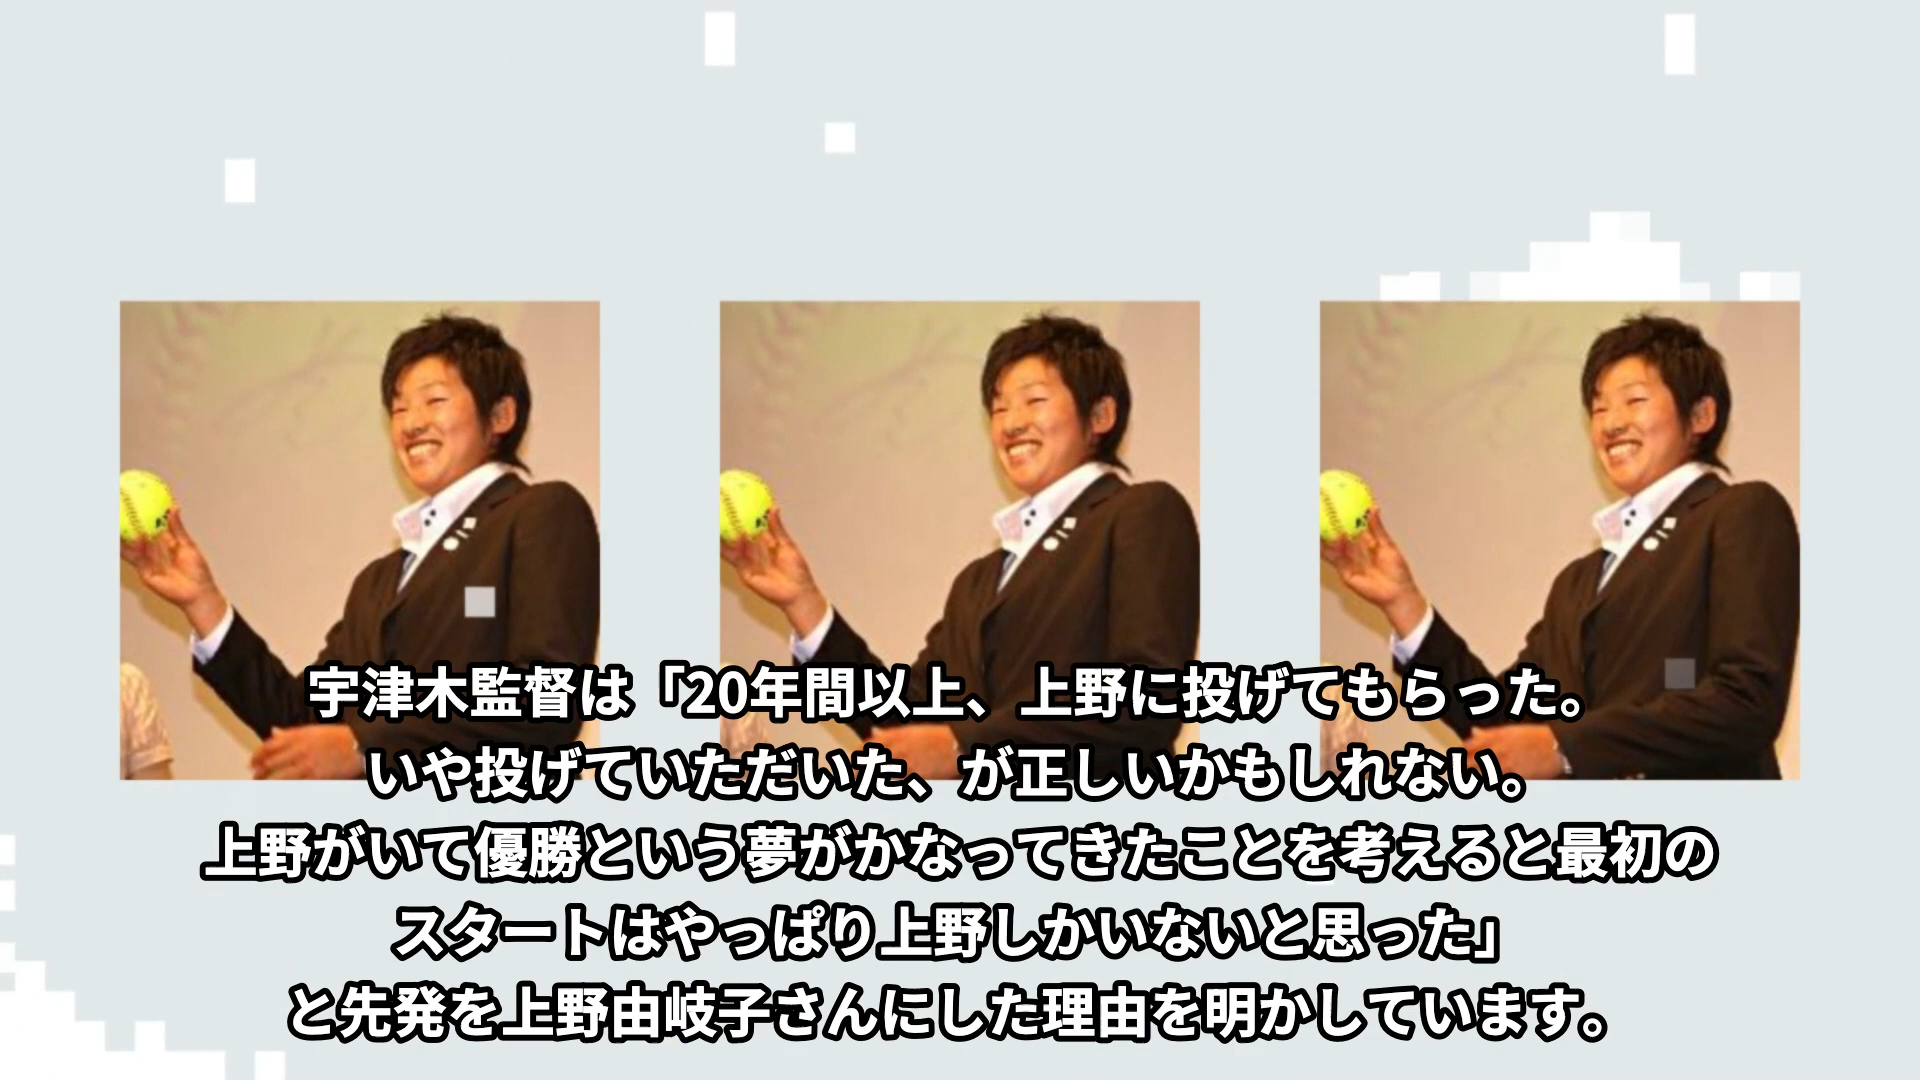 宇津木監督は「20年間以上、上野に投げてもらった。
いや投げていただいた、が正しいかもしれない。
上野がいて優勝という夢がかなってきたことを考えると最初の
スタートはやっぱり上野しかいないと思った」
と先発を上野由岐子さんにした理由を明かしています。